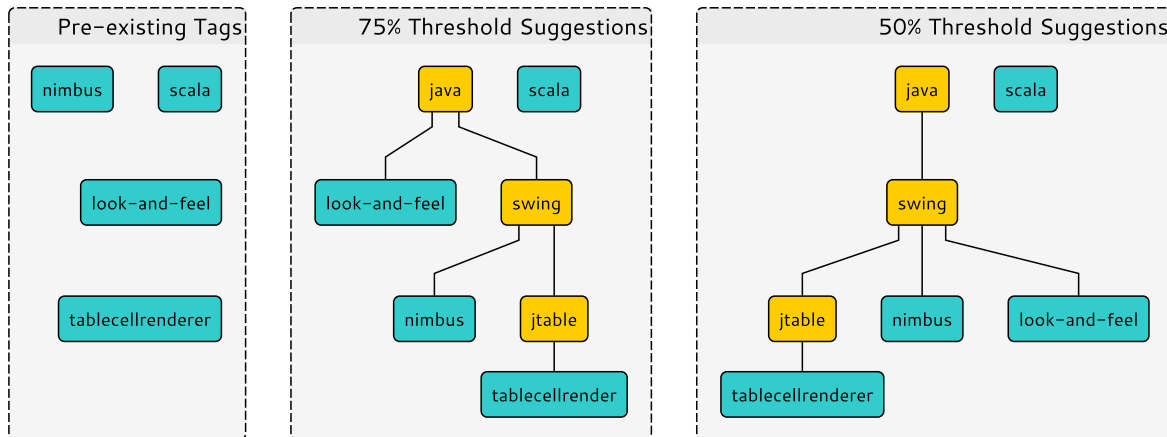 Pre-existing Tags
nimbus scala
look-and-feel
tablecellrenderer
75% Threshold Suggestions
java scala
look-and-feel swing
nimbus jtable
tablecellrender
50% Threshold Suggestions
java scala
swing
jtable nimbus look-and-feel
tablecellrenderer